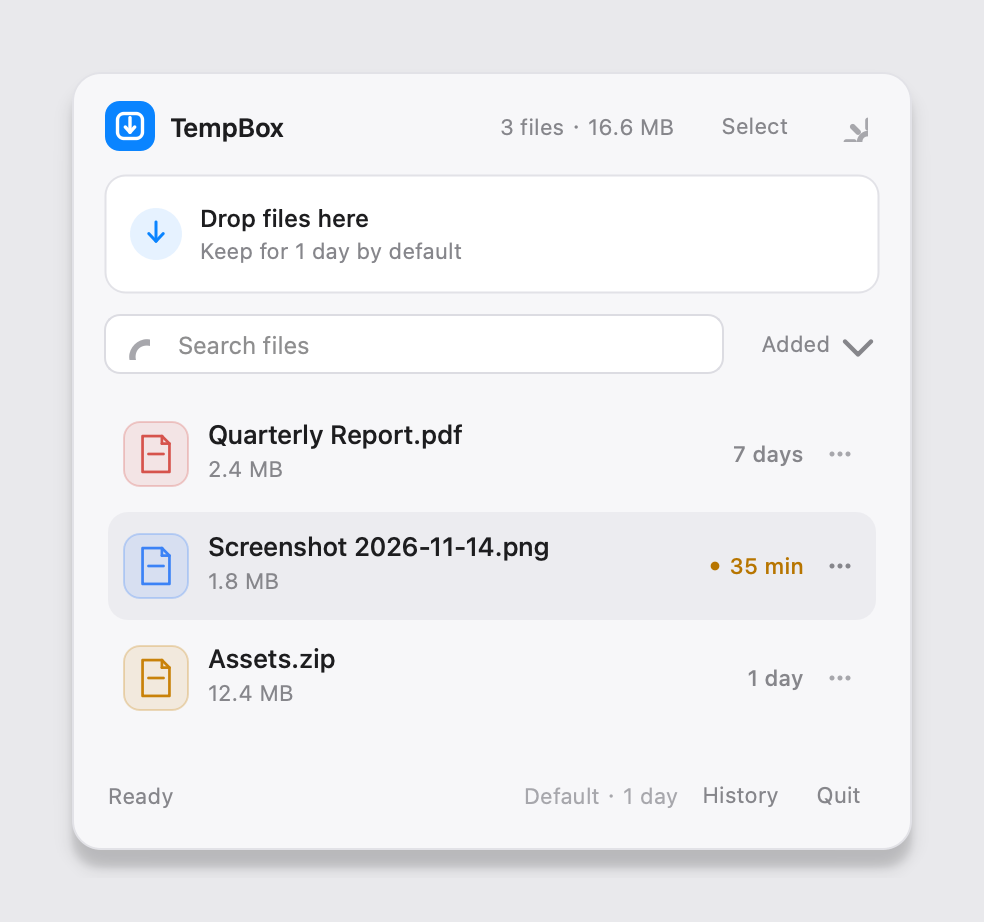 TempBox
3 files · 16.6 MB
Select
Drop files here
Keep for 1 day by default
Search files
Added
Quarterly Report.pdf
2.4 MB
7 days
Screenshot 2026-11-14.png
1.8 MB
• 35 min
Assets.zip
12.4 MB
1 day
Ready
Default · 1 day
History
Quit